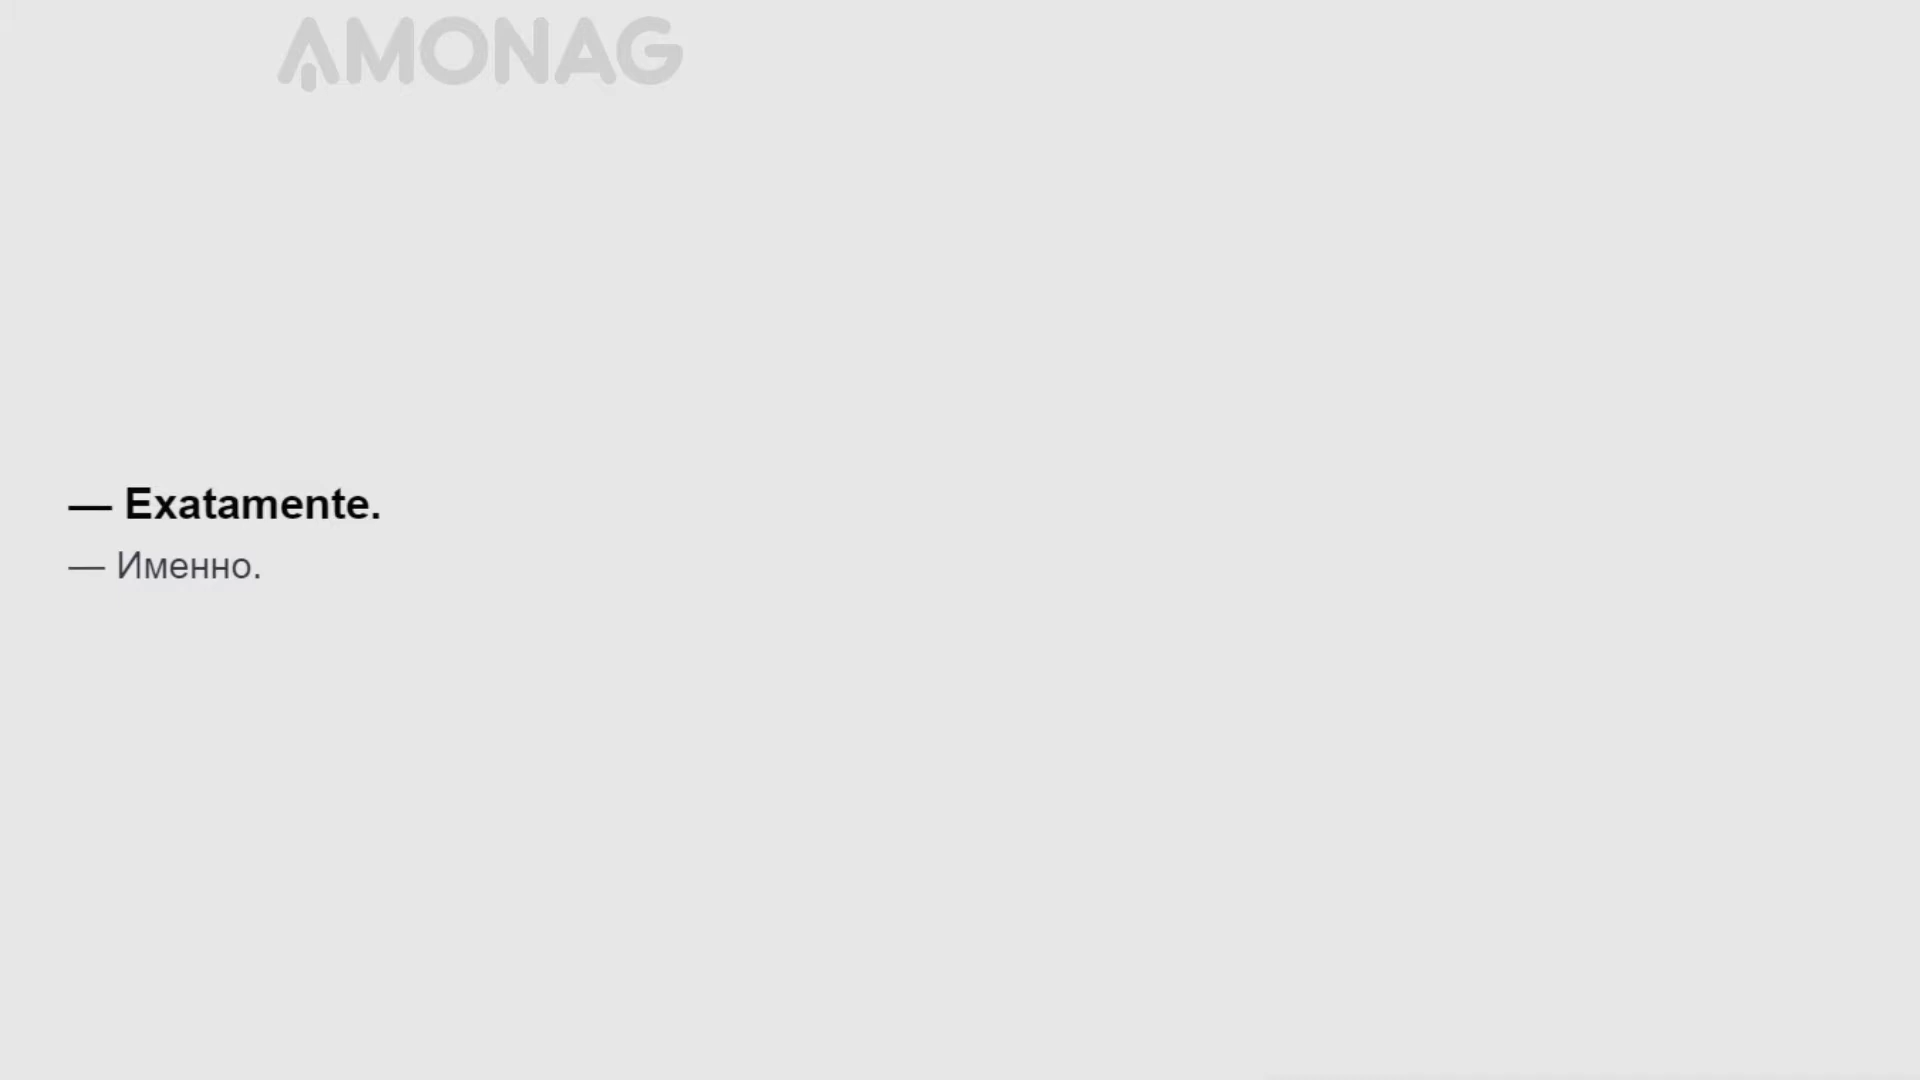 AMONAG
— Exatamente.
— Именно.